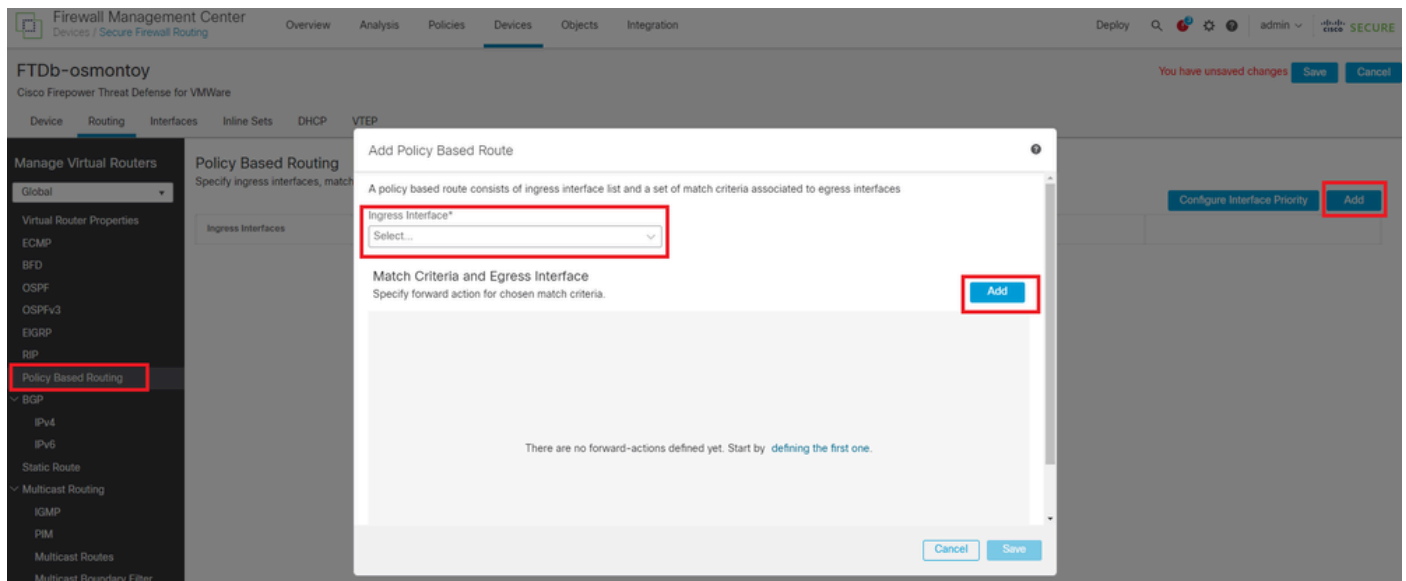 Firewall Management Center
Devices / Secure Firewall Routing
Overview Analysis Policies Devices Objects Integration
Deploy admin cisco SECURE
FTDb-osmontoy
Cisco Firepower Threat Defense for VMWare
You have unsaved changes Save Cancel
Device Routing Interfaces Inline Sets DHCP VTEP
Manage Virtual Routers
Global
Virtual Router Properties
ECMP
BFD
OSPF
OSPFv3
EIGRP
RIP
Policy Based Routing
BGP
IPv4
IPv6
Static Route
Multicast Routing
IGMP
PIM
Multicast Routes
Multicast Boundary Filter
Policy Based Routing
Specify ingress interfaces, match
Configure Interface Priority Add
Ingress Interfaces
Add Policy Based Route
A policy based route consists of ingress interface list and a set of match criteria associated to egress interfaces
Ingress Interface*
Select...
Match Criteria and Egress Interface
Specify forward action for chosen match criteria.
Add
There are no forward-actions defined yet. Start by defining the first one.
Cancel Save